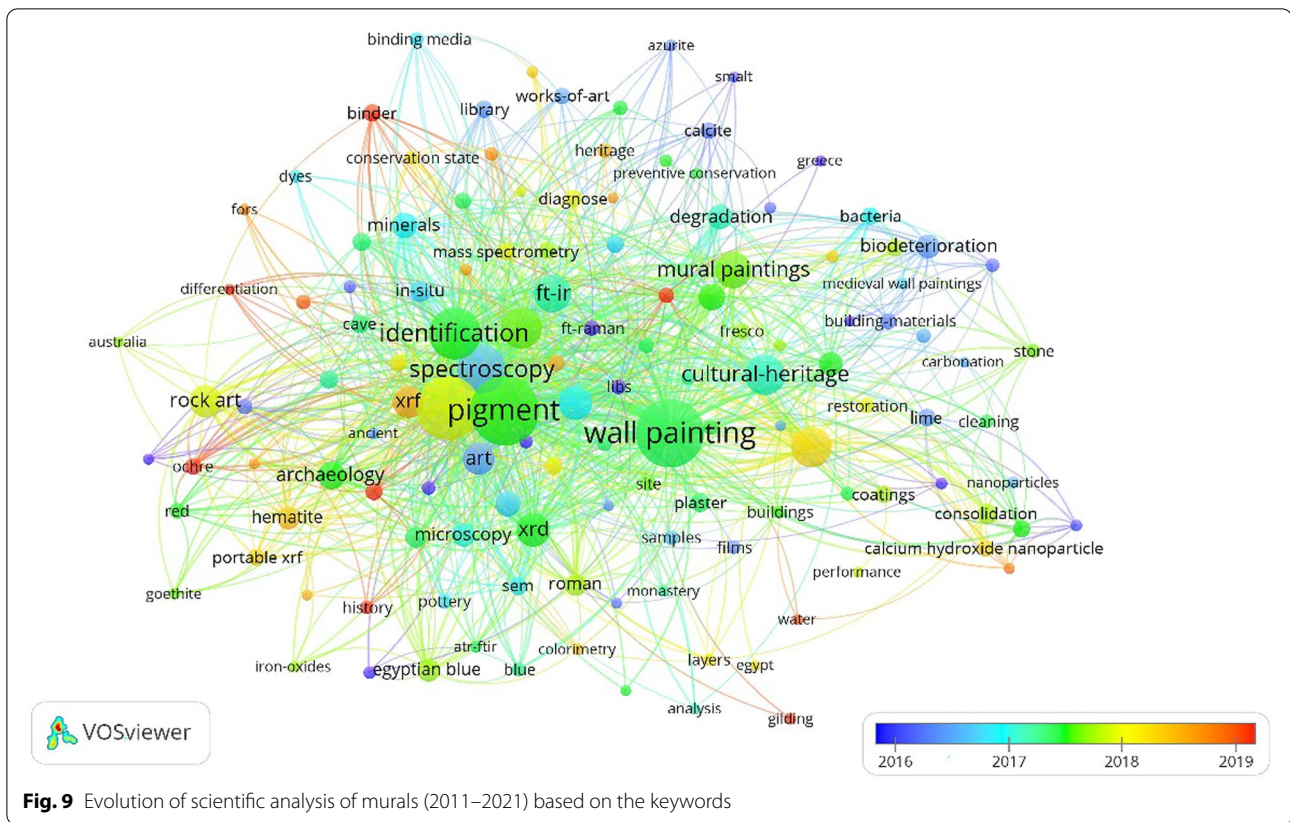 binding media
azurite
smalt
works-of-art
library
binder
calcite
heritage
conservation state
greece
preventive conservation
dyes
diagnose
fors
degradation
bacteria
minerals
biodeterioration
mass spectrometry
mural paintings
medieval wall paintings
differentiation
in-situ
ft-ir
cave
building-materials
ft-raman
fresco
identification
australia
stone
carbonation
spectroscopy
cultural-heritage
libs
rock art
xrf
restoration
pigment
lime
cleaning
ancient
wall painting
art
ochre
archaeology
site
nanoparticles
coatings
plaster
red
buildings
consolidation
hematite
microscopy
xrd
samples
films
calcium hydroxide nanoparticle
portable xrf
performance
goethite
sem
roman
monastery
history
pottery
water
atr-ftir
colorimetry
iron-oxides
egyptian blue
blue
layers
egypt
analysis
gilding
VOSviewer
2016 2017 2018 2019
Fig. 9 Evolution of scientific analysis of murals (2011–2021) based on the keywords